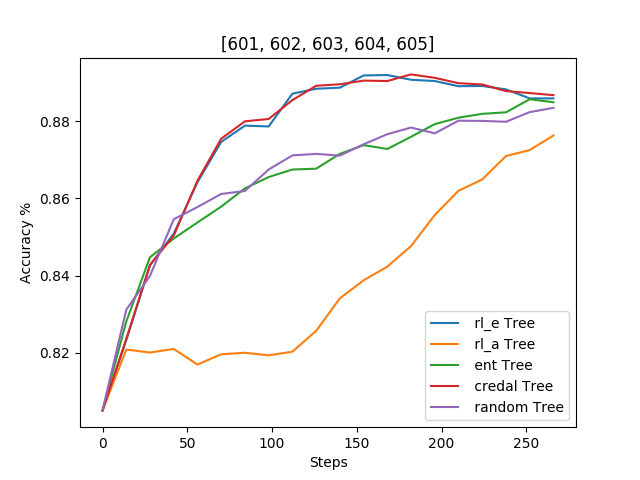 [601, 602, 603, 604, 605]
Accuracy %
0.88
0.86
0.84
0.82
0
50
100
150
200
250
Steps
rl_e Tree
rl_a Tree
ent Tree
credal Tree
random Tree